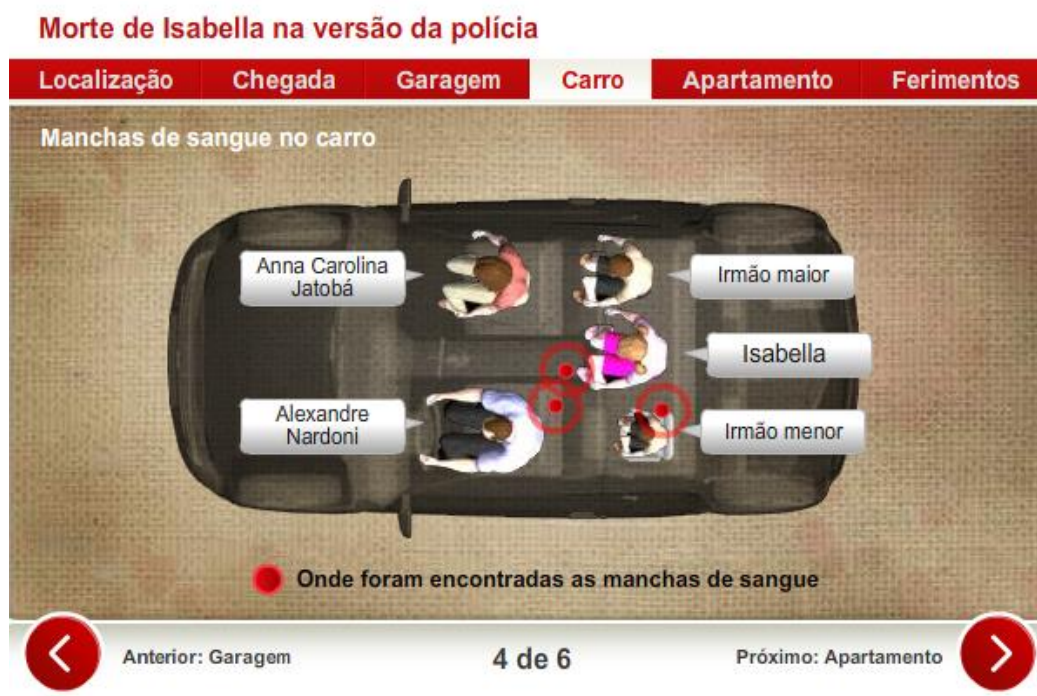 Morte de Isabella na versão da polícia
Localização Chegada Garagem Carro Apartamento Ferimentos
Manchas de sangue no carro
Anna Carolina
Jatobá
Irmão maior
Isabella
Alexandre
Nardoni
Irmão menor
Onde foram encontradas as manchas de sangue
Anterior: Garagem 4 de 6 Próximo: Apartamento